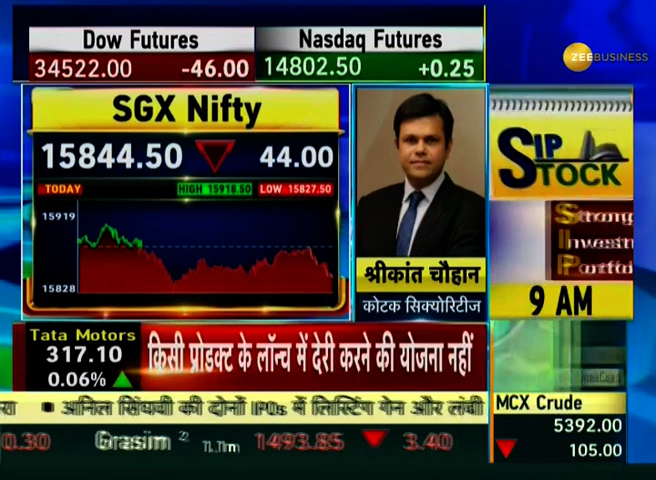 Dow Futures
34522.00 -46.00
Nasdaq Futures
14802.50 +0.25
ZEE BUSINESS
SGX Nifty
15844.50 44.00
TODAY HIGH 15918.50 LOW 15827.50
15919
15828
श्रीकांत चौहान
कोटक सिक्योरिटीज
SIP
STOCK
Strong
9 AM
Tata Motors
317.10
0.06%
किसी प्रोडक्ट के लॉन्च में देरी करने की योजना नहीं
की दोनों IPOs में लिस्टिंग गेन और लंबी
MCX Crude
5392.00
105.00
0.30 Grasim 1493.85 3.40